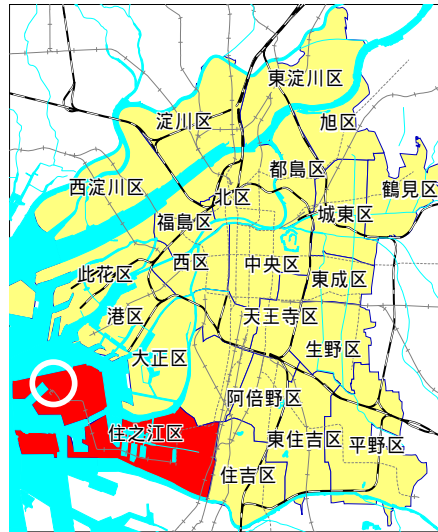 東淀川区
淀川区
旭区
都島区
西淀川区
鶴見区
北区
城東区
福島区
西区
中央区
此花区
東成区
港区
天王寺区
大正区
生野区
阿倍野区
住之江区
東住吉区
平野区
住吉区